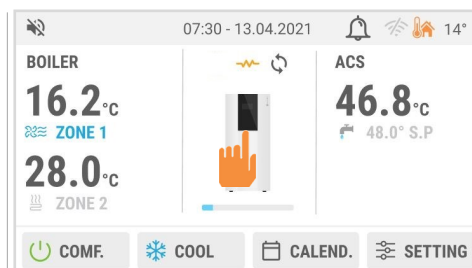 07:30 - 13.04.2021 14°
BOILER
16.2°C
ZONE 1
28.0°C
ZONE 2
ACS
46.8°C
48.0° S.P
COMF. COOL CALEND. SETTING